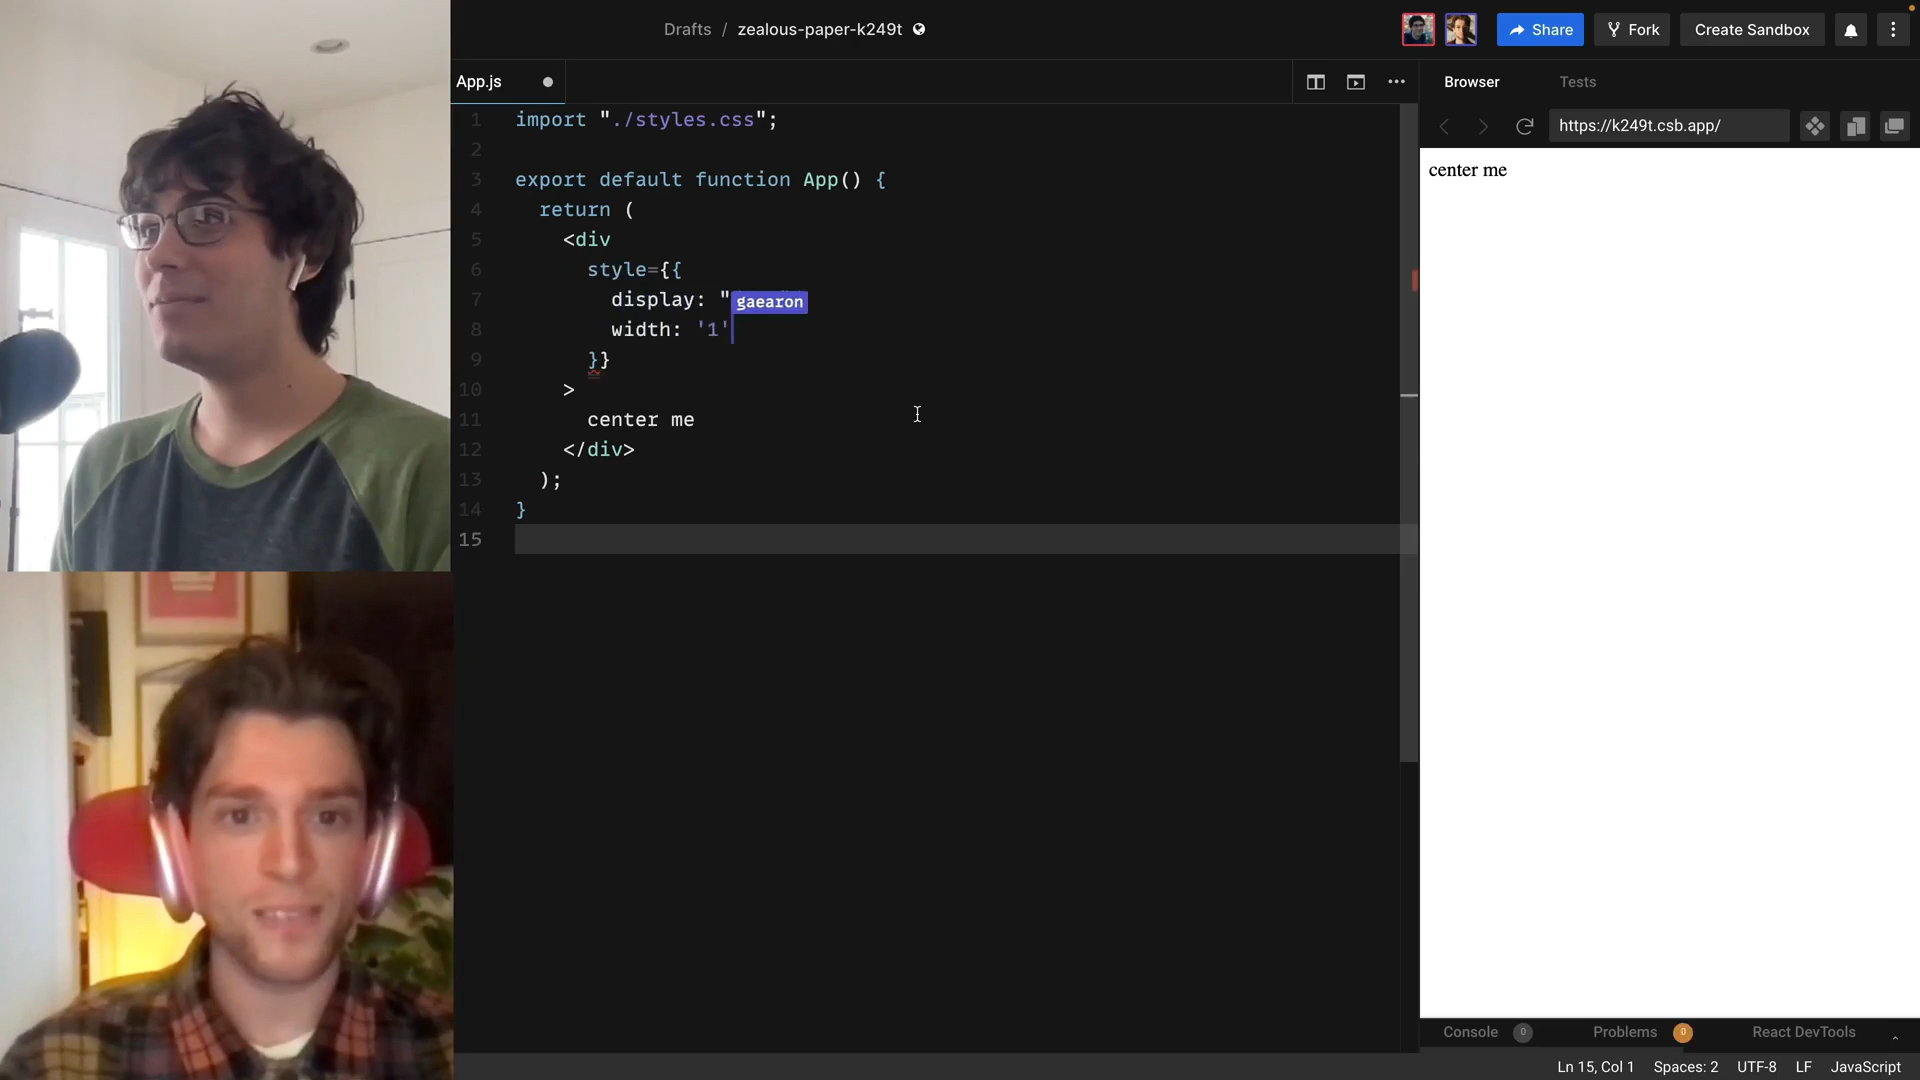 Drafts / zealous-paper-k249t
Share
Fork
Create Sandbox
App.js
Browser
Tests
https://k249t.csb.app/
1 import "./styles.css";
2
3 export default function App() {
4 return (
5 <div
6 style={{
7 display: "
gaearon
8 width: '1'
9 }}
10 >
11 center me
12 </div>
13 );
14 }
15
center me
Console 0
Problems 0
React DevTools
Ln 15, Col 1
Spaces: 2
UTF-8
LF
JavaScript